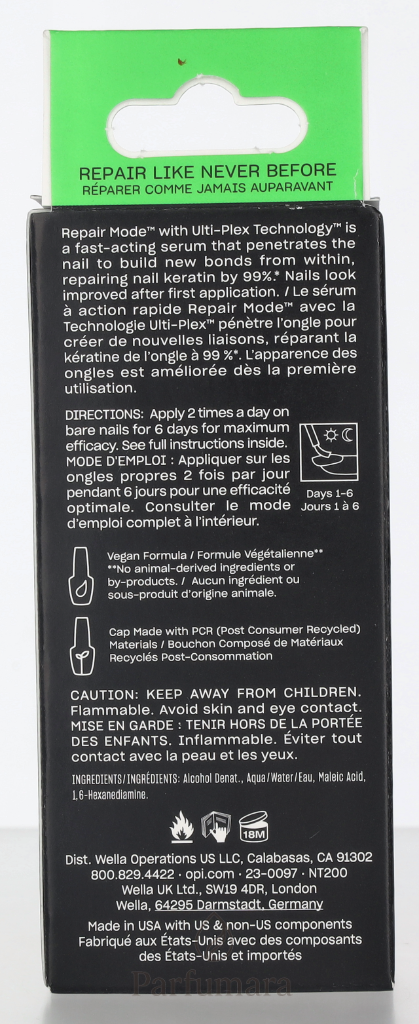 REPAIR LIKE NEVER BEFORE
RÉPARER COMME JAMAIS AUPARAVANT
Repair Mode™ with Ulti-Plex Technology™ is
a fast-acting serum that penetrates the
nail to build new bonds from within,
repairing nail keratin by 99%.* Nails look
improved after first application. / Le sérum
à action rapide Repair Mode™ avec la
Technologie Ulti-Plex™ pénètre l'ongle pour
créer de nouvelles liaisons, réparant la
kératine de l'ongle à 99 %*. L'apparence des
ongles est améliorée dès la première
utilisation.
DIRECTIONS: Apply 2 times a day on
bare nails for 6 days for maximum
efficacy. See full instructions inside.
MODE D'EMPLOI : Appliquer sur les
ongles propres 2 fois par jour
pendant 6 jours pour une efficacité
optimale. Consulter le mode
d'emploi complet à l'intérieur.
Days 1-6
Jours 1 à 6
Vegan Formula / Formule Végétalienne**
**No animal-derived ingredients or
by-products. / Aucun ingrédient ou
sous-produit d'origine animale.
Cap Made with PCR (Post Consumer Recycled)
Materials / Bouchon Composé de Matériaux
Recyclés Post-Consommation
CAUTION: KEEP AWAY FROM CHILDREN.
Flammable. Avoid skin and eye contact.
MISE EN GARDE : TENIR HORS DE LA PORTÉE
DES ENFANTS. Inflammable. Éviter tout
contact avec la peau et les yeux.
INGREDIENTS/INGRÉDIENTS: Alcohol Denat., Aqua/Water/Eau, Maleic Acid,
1,6-Hexanediamine.
18M
Dist. Wella Operations US LLC, Calabasas, CA 91302
800.829.4422 · opi.com · 23-0097 · NT200
Wella UK Ltd., SW19 4DR, London
Wella, 64295 Darmstadt, Germany
Made in USA with US & non-US components
Fabriqué aux États-Unis avec des composants
des États-Unis et importés
Parfumara